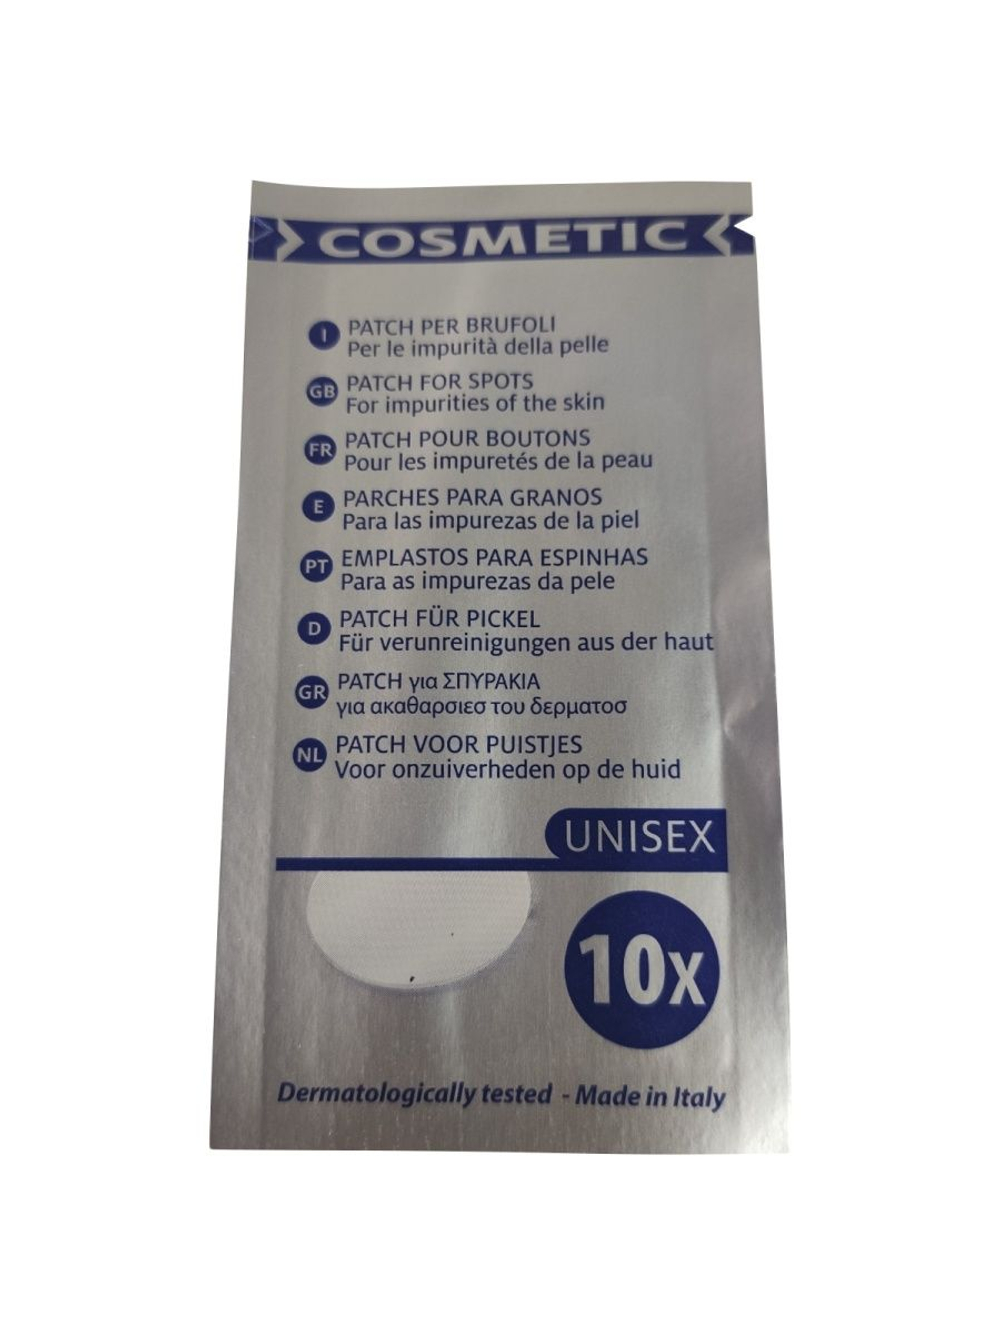 COSMETIC
I PATCH PER BRUFOLI
Per le impurità della pelle
GB PATCH FOR SPOTS
For impurities of the skin
FR PATCH POUR BOUTONS
Pour les impuretés de la peau
E PARCHES PARA GRANOS
Para las impurezas de la piel
PT EMPLASTOS PARA ESPINHAS
Para as impurezas da pele
D PATCH FÜR PICKEL
Für verunreinigungen aus der haut
GR PATCH για ΣΠΥΡΑΚΙΑ
για ακαθαρσιεσ του δερματοσ
NL PATCH VOOR PUISTJES
Voor onzuiverheden op de huid
UNISEX
10x
Dermatologically tested - Made in Italy